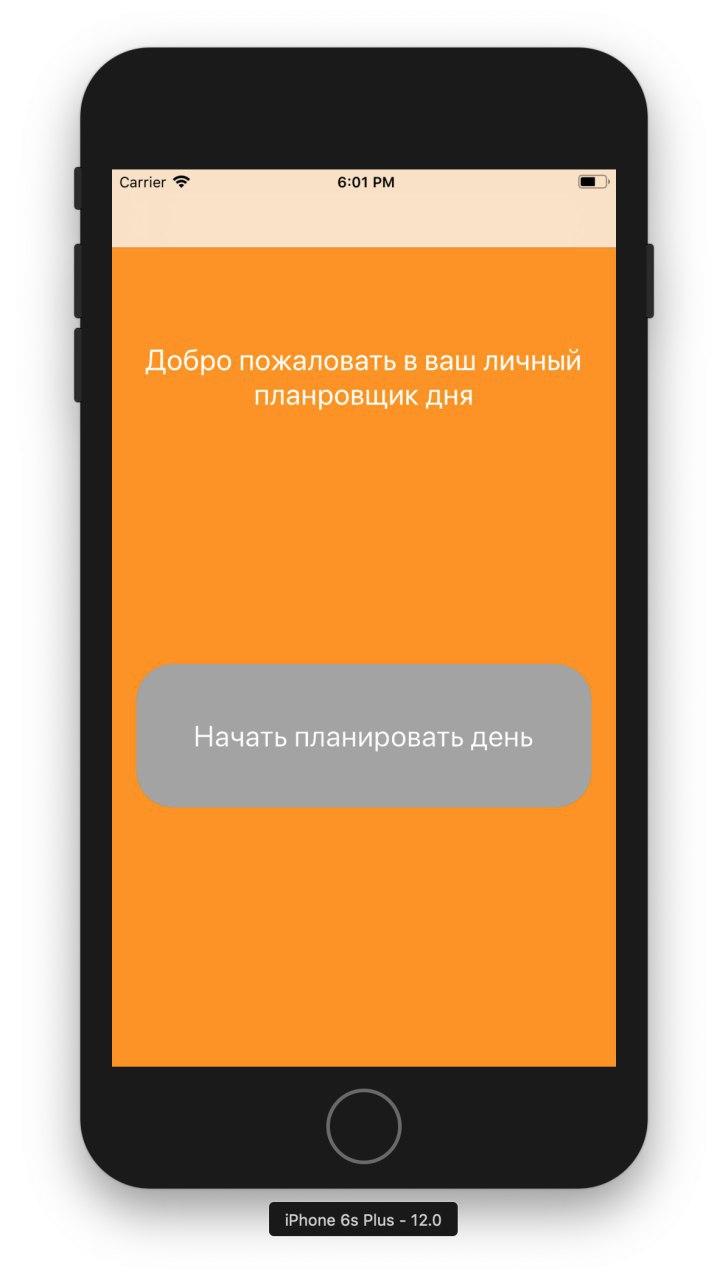 Carrier 6:01 PM
Добро пожаловать в ваш личный
планровщик дня
Начать планировать день
iPhone 6s Plus - 12.0